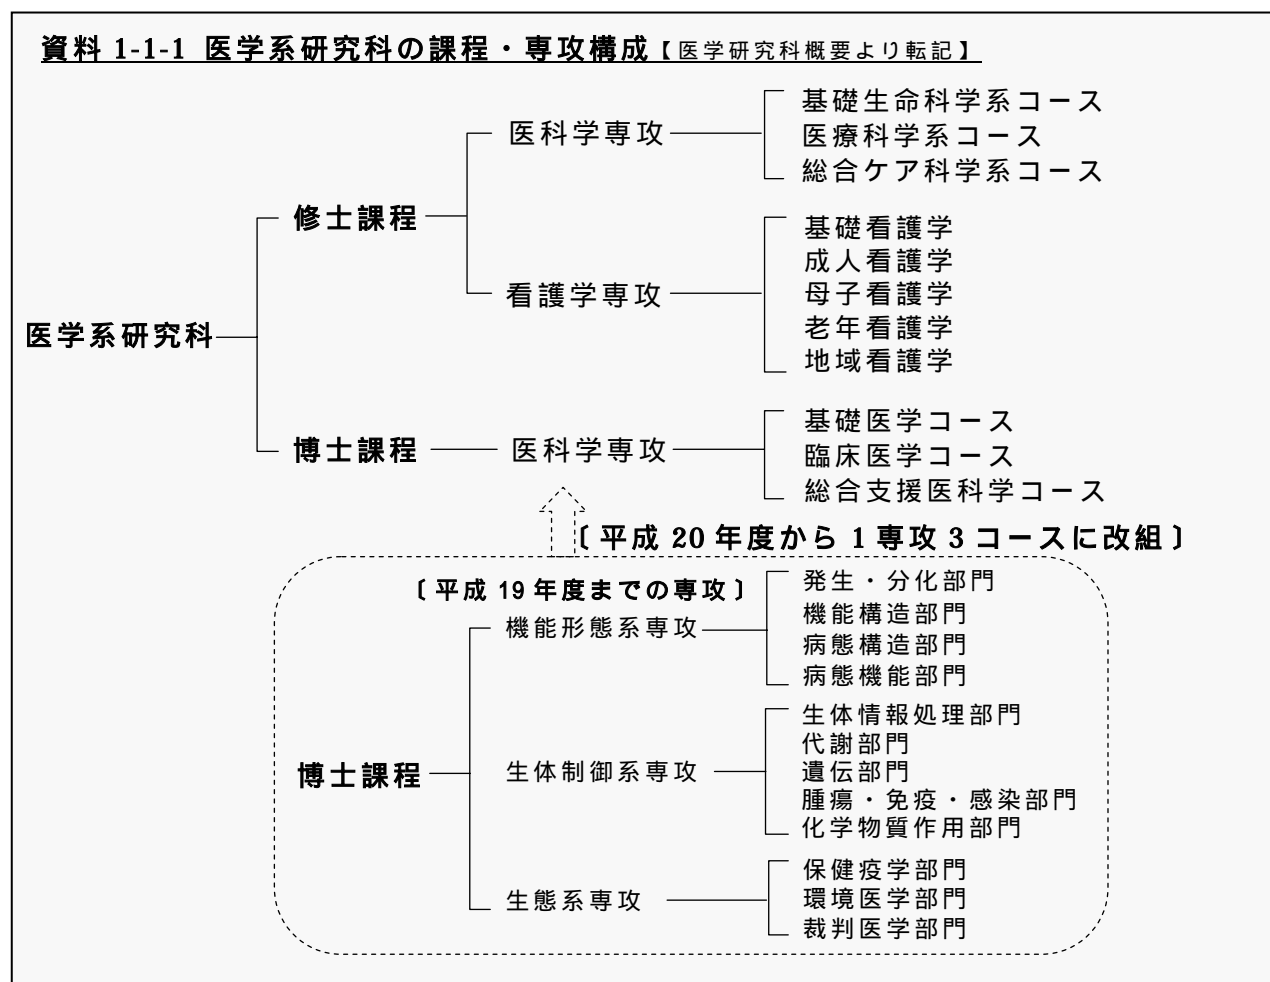 資料 1-1-1 医学系研究科の課程・専攻構成【医学研究科概要より転記】
医学系研究科
修士課程
医科学専攻
基礎生命科学系コース
医療科学系コース
総合ケア科学系コース
看護学専攻
基礎看護学
成人看護学
母子看護学
老年看護学
地域看護学
博士課程
医科学専攻
基礎医学コース
臨床医学コース
総合支援医科学コース
〔平成 20 年度から 1 専攻 3 コースに改組〕
〔平成 19 年度までの専攻〕
博士課程
機能形態系専攻
発生・分化部門
機能構造部門
病態構造部門
病態機能部門
生体制御系専攻
生体情報処理部門
代謝部門
遺伝部門
腫瘍・免疫・感染部門
化学物質作用部門
生態系専攻
保健疫学部門
環境医学部門
裁判医学部門